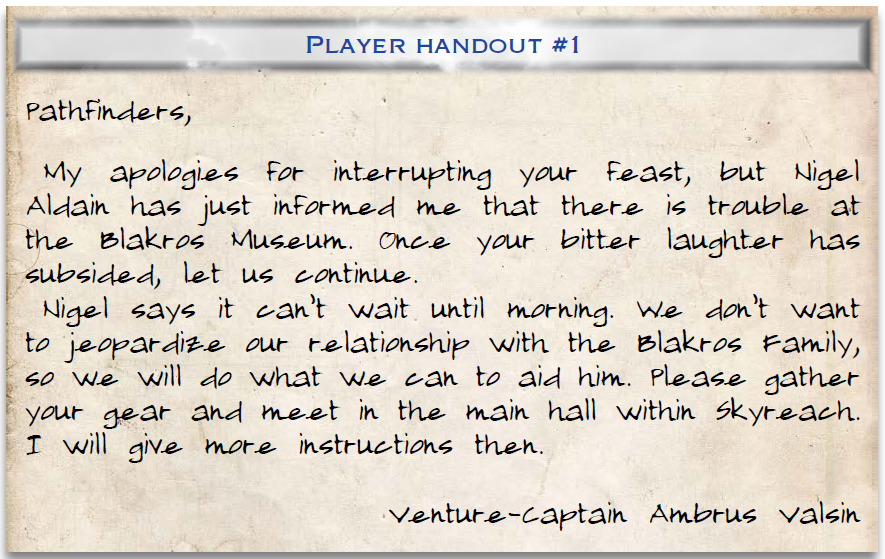 Player handout #1
Pathfinders,
My apologies for interrupting your feast, but Nigel
Aldain has just informed me that there is trouble at
the Blakros Museum. Once your bitter laughter has
subsided, let us continue.
Nigel says it can't wait until morning. We don't want
to jeopardize our relationship with the Blakros Family,
so we will do what we can to aid him. Please gather
your gear and meet in the main hall within Skyreach.
I will give more instructions then.
Venture-Captain Ambrus Valsin